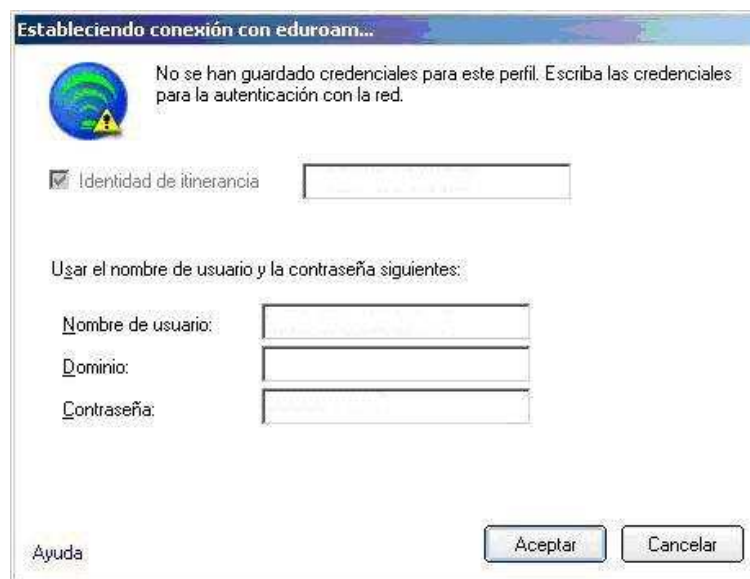 Estableciendo conexión con eduroam...
No se han guardado credenciales para este perfil. Escriba las credenciales
para la autenticación con la red.
Identidad de itinerancia
Usar el nombre de usuario y la contraseña siguientes:
Nombre de usuario:
Dominio:
Contraseña:
Ayuda
Aceptar
Cancelar